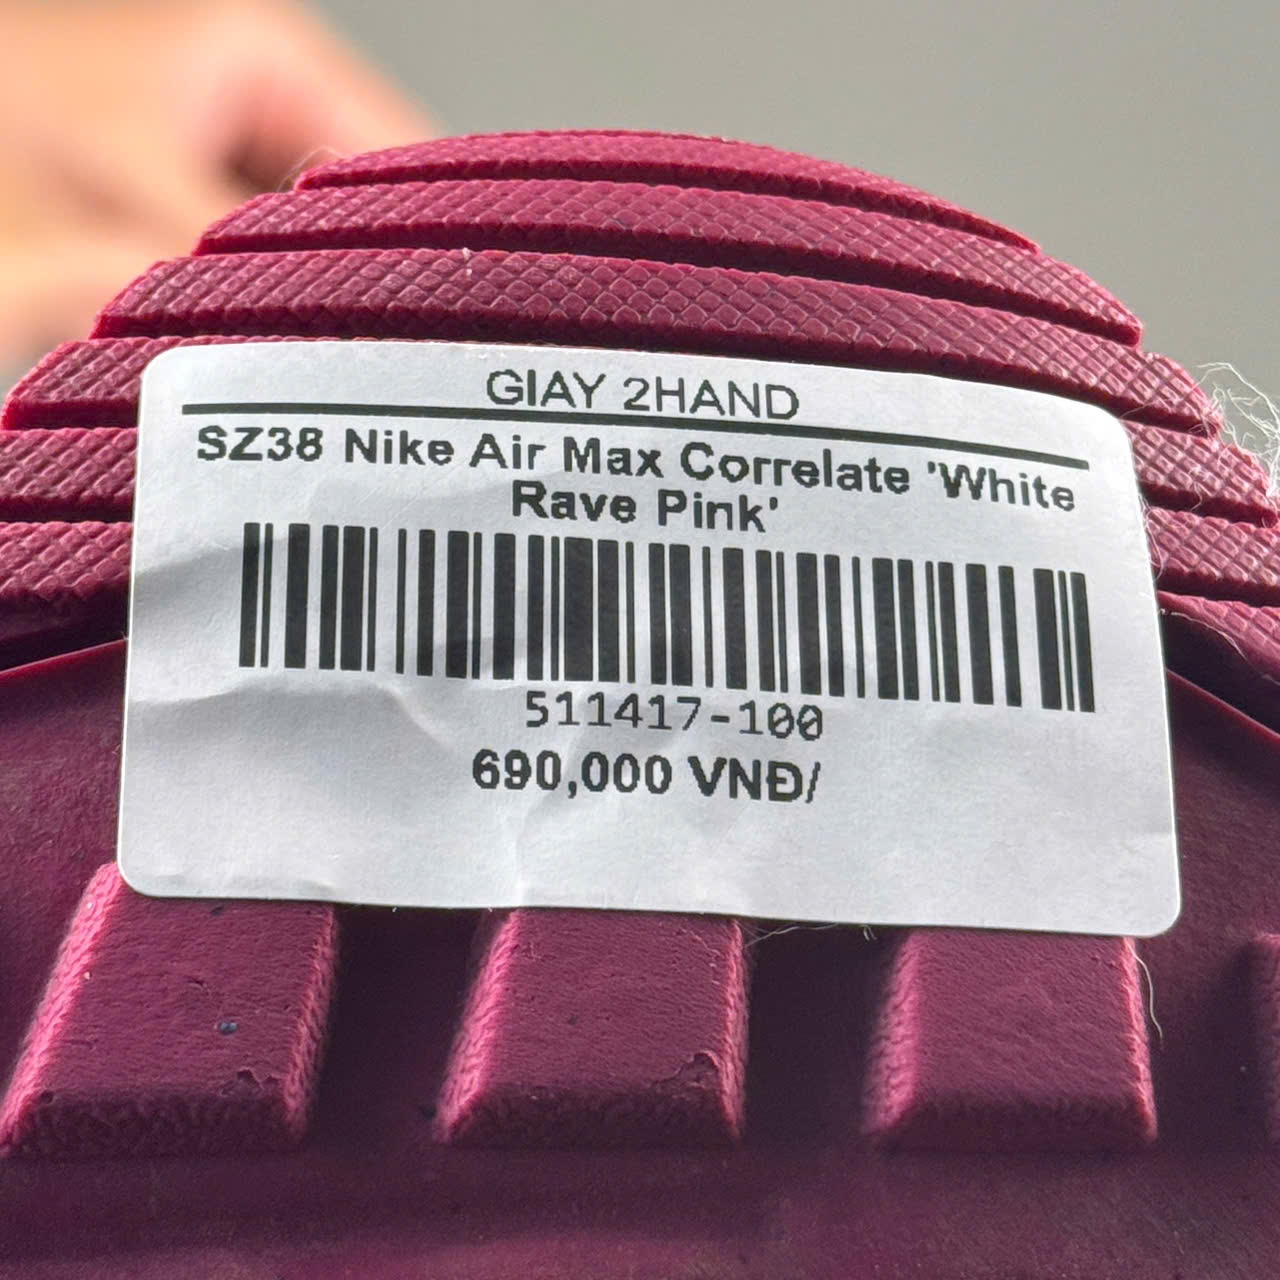 GIAY 2HAND
SZ38 Nike Air Max Correlate 'White
Rave Pink'
511417-100
690,000 VNĐ/